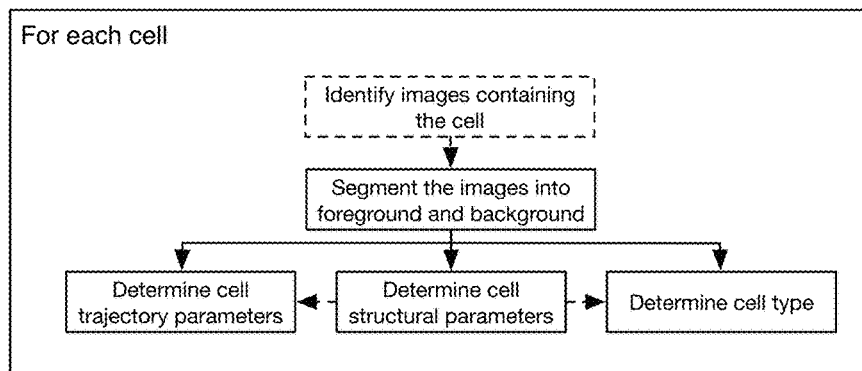 For each cell
Identify images containing
the cell
Segment the images into
foreground and background
Determine cell
trajectory parameters
Determine cell
structural parameters
Determine cell type